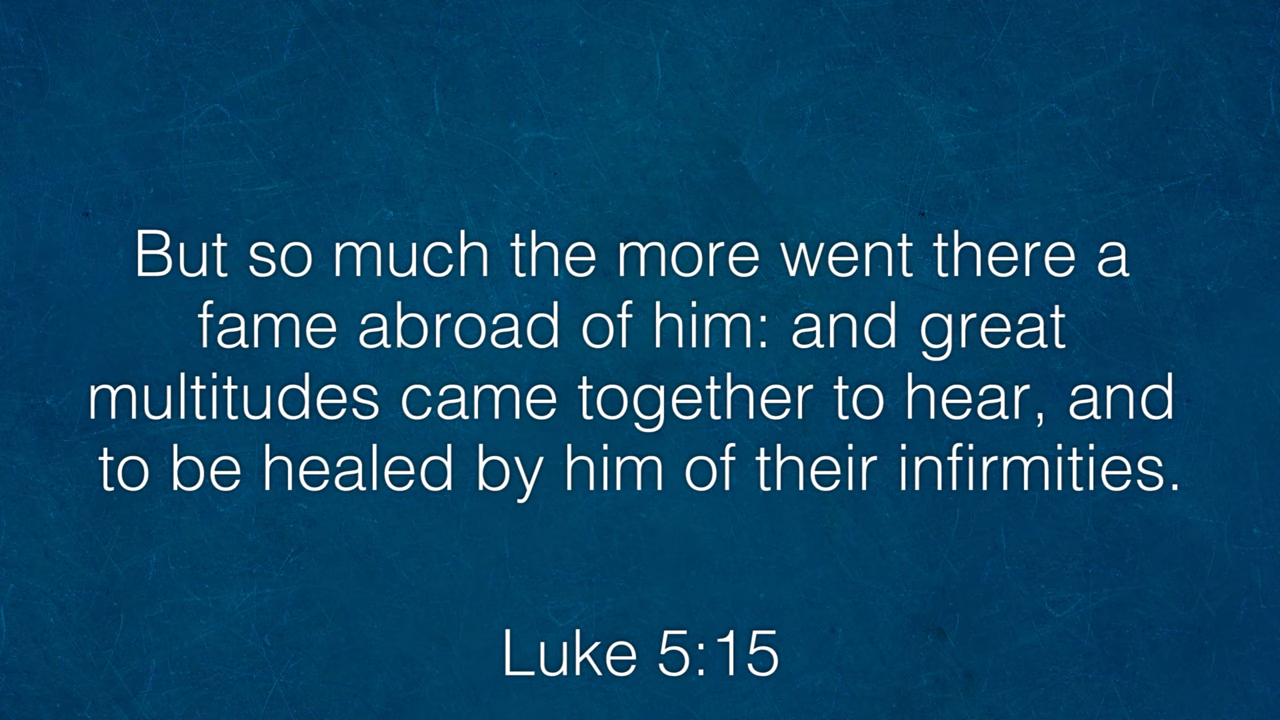 But so much the more went there a
fame abroad of him: and great
multitudes came together to hear, and
to be healed by him of their infirmities.
Luke 5:15